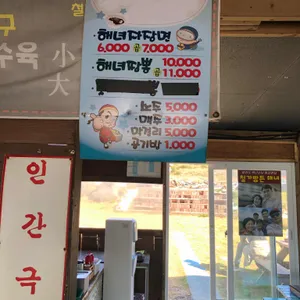 구
수육
小
大
해녀짜장면
6,000 곱 7,000
해녀짬뽕 10,000
곱 11,000
소주 5,000
맥주 3,000
막걸리 5,000
공기밥 1,000
인
간
극